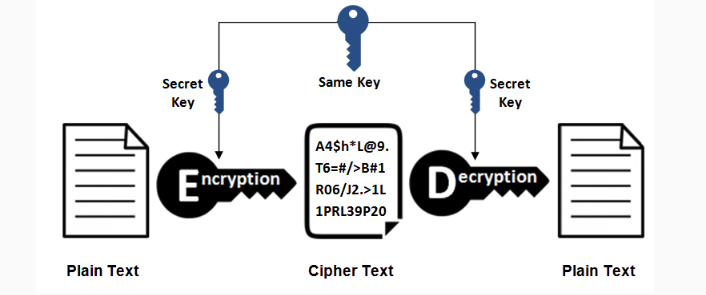 Same Key
Secret
Key
Secret
Key
Encryption
A4$h*L@9.
T6=#/>B#1
R06/J2.>1L
1PRL39P20
Decryption
Plain Text
Cipher Text
Plain Text